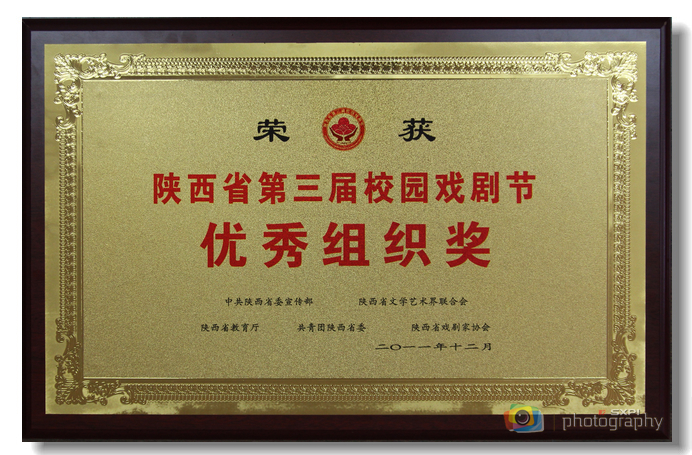 荣 获
陕西省第三届校园戏剧节
优秀组织奖
中共陕西省委宣传部 陕西省文学艺术界联合会
陕西省教育厅 共青团陕西省委 陕西省戏剧家协会
二〇一一年十二月
SXPI
photography